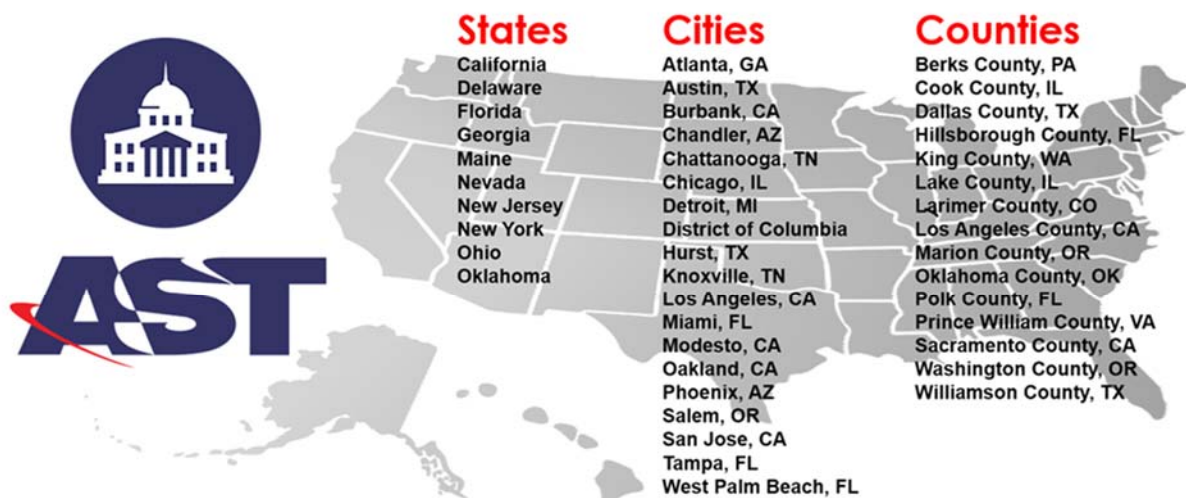 AST
States
California
Delaware
Florida
Georgia
Maine
Nevada
New Jersey
New York
Ohio
Oklahoma
Cities
Atlanta, GA
Austin, TX
Burbank, CA
Chandler, AZ
Chattanooga, TN
Chicago, IL
Detroit, MI
District of Columbia
Hurst, TX
Knoxville, TN
Los Angeles, CA
Miami, FL
Modesto, CA
Oakland, CA
Phoenix, AZ
Salem, OR
San Jose, CA
Tampa, FL
West Palm Beach, FL
Counties
Berks County, PA
Cook County, IL
Dallas County, TX
Hillsborough County, FL
King County, WA
Lake County, IL
Larimer County, CO
Los Angeles County, CA
Marion County, OR
Oklahoma County, OK
Polk County, FL
Prince William County, VA
Sacramento County, CA
Washington County, OR
Williamson County, TX